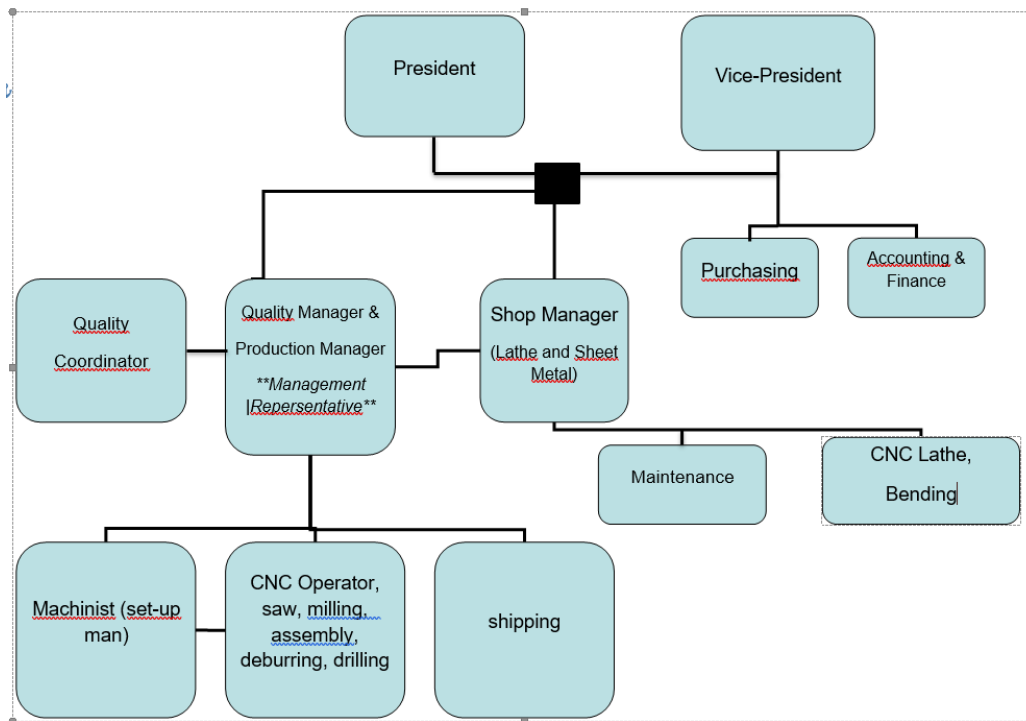 President
Vice-President
Purchasing
Accounting &
Finance
Quality
Coordinator
Quality Manager &
Production Manager
**Management
|Repersentative**
Shop Manager
(Lathe and Sheet
Metal)
Maintenance
CNC Lathe,
Bending
Machinist (set-up
man)
CNC Operator,
saw, milling,
assembly,
deburring, drilling
shipping